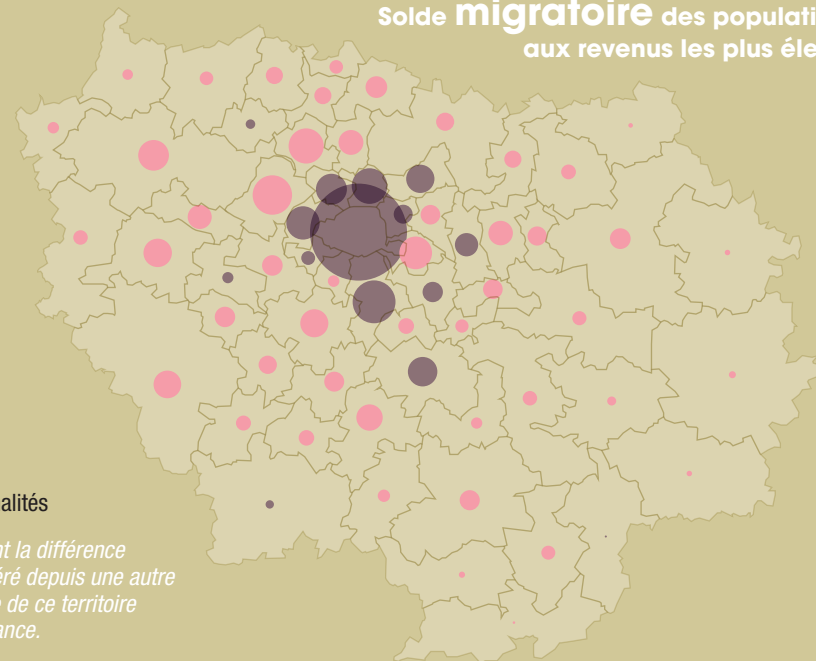 Solde migratoire des populati
aux revenus les plus éle
alités
nt la différence
éré depuis une autre
de ce territoire
ance.